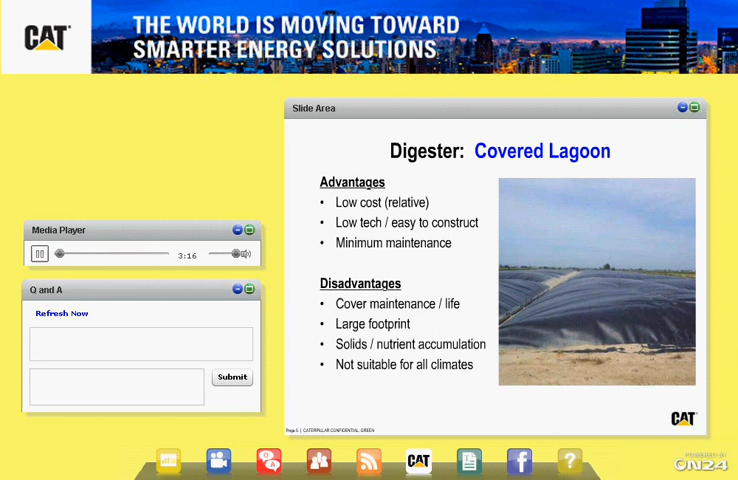 CAT
THE WORLD IS MOVING TOWARD
SMARTER ENERGY SOLUTIONS
Slide Area
Digester: Covered Lagoon
Advantages
• Low cost (relative)
• Low tech / easy to construct
• Minimum maintenance
Disadvantages
• Cover maintenance / life
• Large footprint
• Solids / nutrient accumulation
• Not suitable for all climates
CAT
Page 5 | CATERPILLAR CONFIDENTIAL: GREEN
Media Player
3:16
Q and A
Refresh Now
Submit
Q
A
CAT
f
?
POWERED BY
ON24